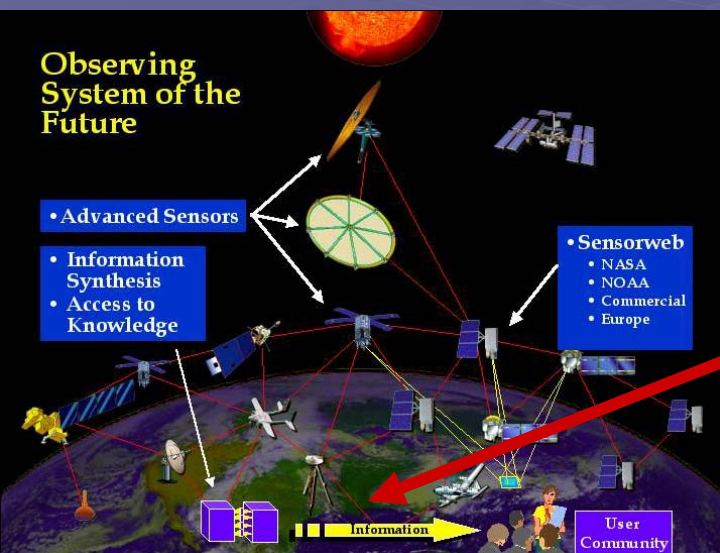 Observing
System of the
Future
• Advanced Sensors
• Information
Synthesis
• Access to
Knowledge
• Sensorweb
• NASA
• NOAA
• Commercial
• Europe
Information
User
Community